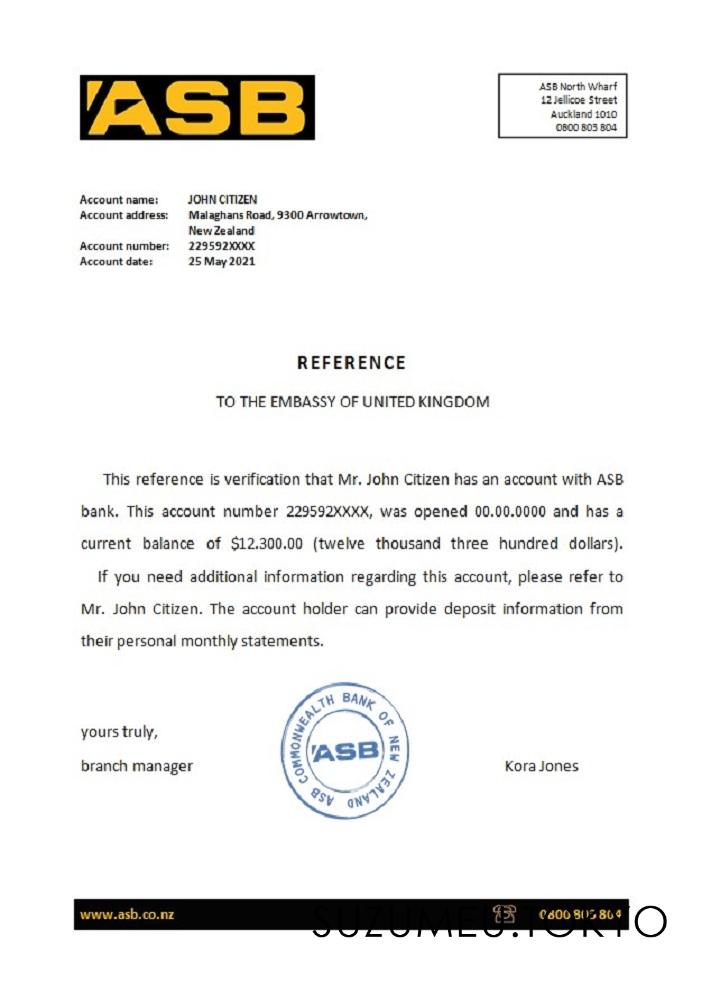 ASB
ASB North Wharf
12 Jellicoe Street
Auckland 1010
0800 803 804
Account name: JOHN CITIZEN
Account address: Malaghans Road, 9300 Arrowtown,
New Zealand
Account number: 229592XXXX
Account date: 25 May 2021
REFERENCE
TO THE EMBASSY OF UNITED KINGDOM
This reference is verification that Mr. John Citizen has an account with ASB
bank. This account number 229592XXXX, was opened 00.00.0000 and has a
current balance of $12,300.00 (twelve thousand three hundred dollars).
If you need additional information regarding this account, please refer to
Mr. John Citizen. The account holder can provide deposit information from
their personal monthly statements.
yours truly,
branch manager
ASB COMMONWEALTH BANK OF NEW ZEALAND
ASB
Kora Jones
www.asb.co.nz
0800 803 804
SUZUMEU.TOKYO